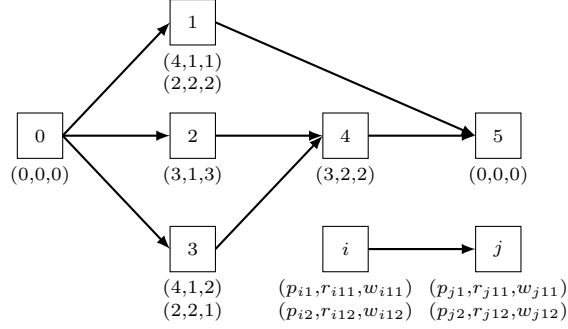 1
(4,1,1)
(2,2,2)
0
(0,0,0)
2
(3,1,3)
4
(3,2,2)
5
(0,0,0)
3
(4,1,2)
(2,2,1)
i
(p_{i1},r_{i11},w_{i11})
(p_{i2},r_{i12},w_{i12})
j
(p_{j1},r_{j11},w_{j11})
(p_{j2},r_{j12},w_{j12})